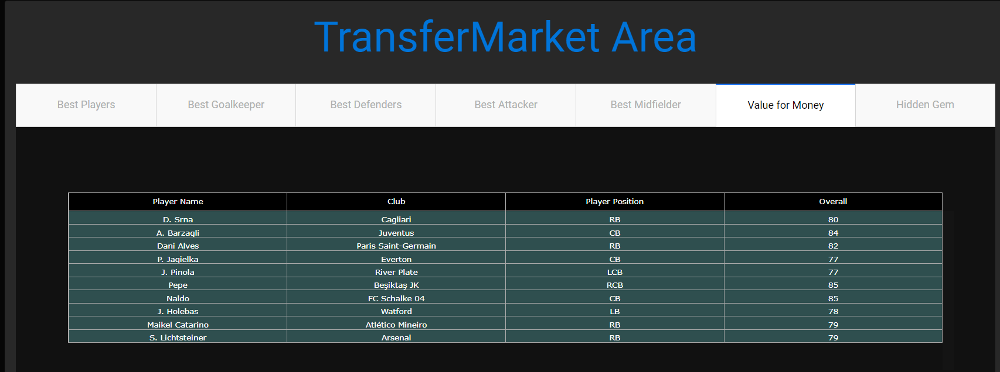 TransferMarket Area
Best Players Best Goalkeeper Best Defenders Best Attacker Best Midfielder Value for Money Hidden Gem
Player Name Club Player Position Overall
D. Srna Cagliari RB 80
A. Barzagli Juventus CB 84
Dani Alves Paris Saint-Germain RB 82
P. Jagielka Everton CB 77
J. Pinola River Plate LCB 77
Pepe Beşiktaş JK RCB 85
Naldo FC Schalke 04 CB 85
J. Holebas Watford LB 78
Maikel Catarino Atlético Mineiro RB 79
S. Lichtsteiner Arsenal RB 79